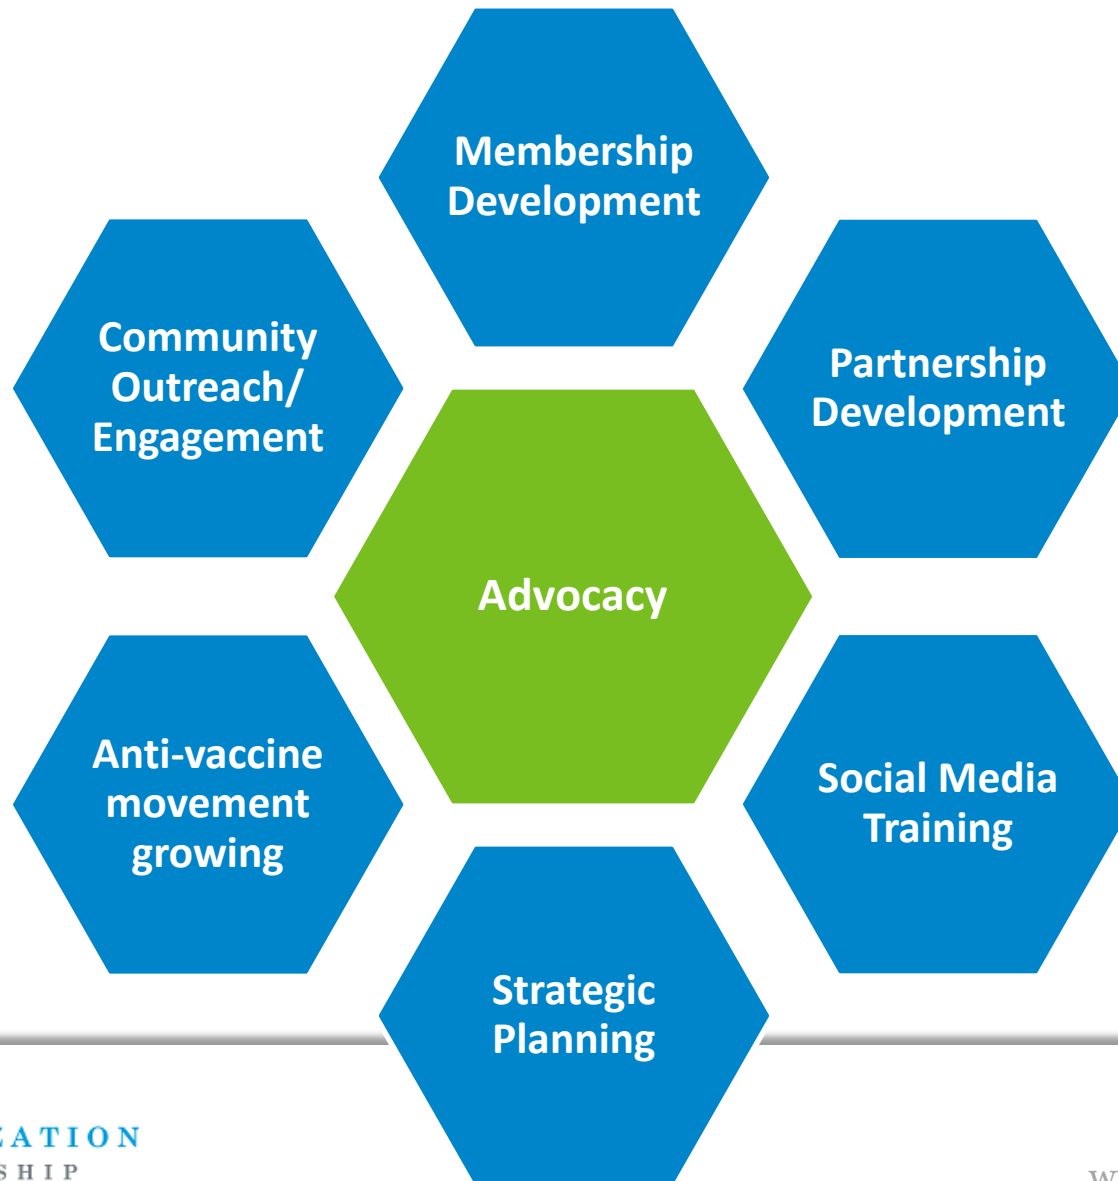 Membership
Development
Community
Outreach/
Engagement
Partnership
Development
Advocacy
Anti-vaccine
movement
growing
Social Media
Training
Strategic
Planning